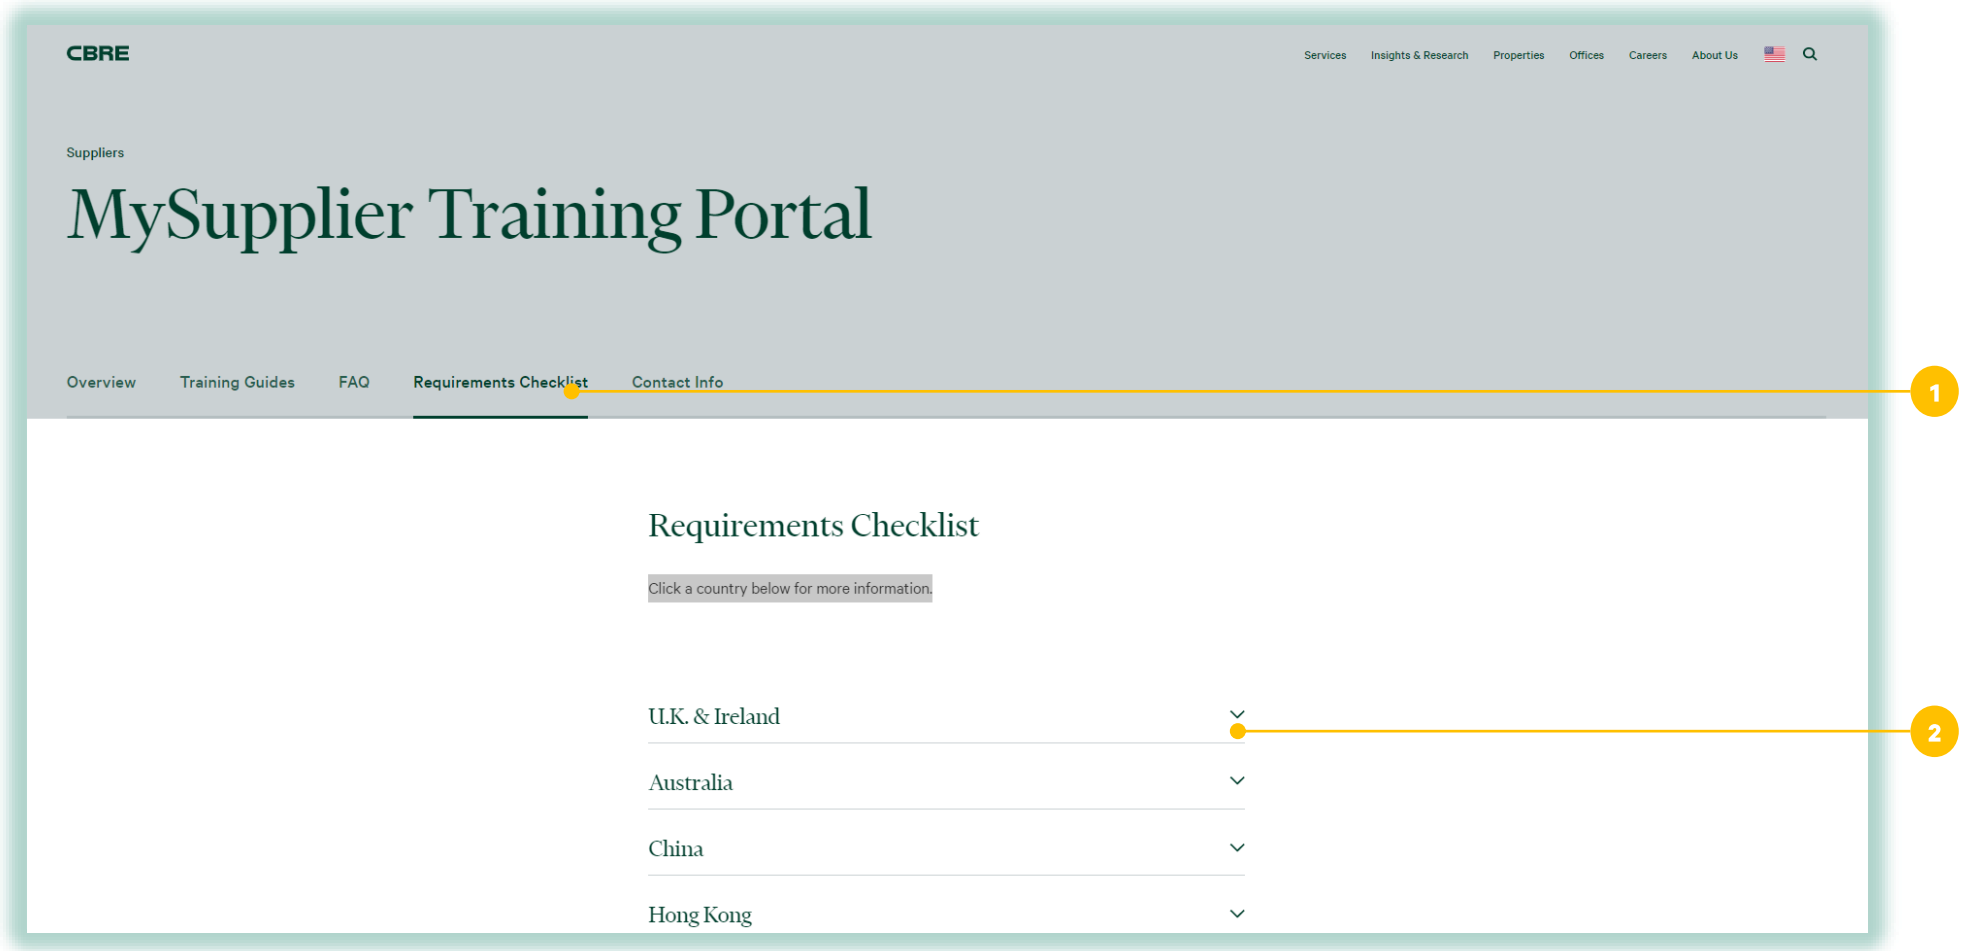 CBRE
Services Insights & Research Properties Offices Careers About Us
Suppliers
MySupplier Training Portal
Overview Training Guides FAQ Requirements Checklist Contact Info
1
Requirements Checklist
Click a country below for more information.
U.K. & Ireland
2
Australia
China
Hong Kong